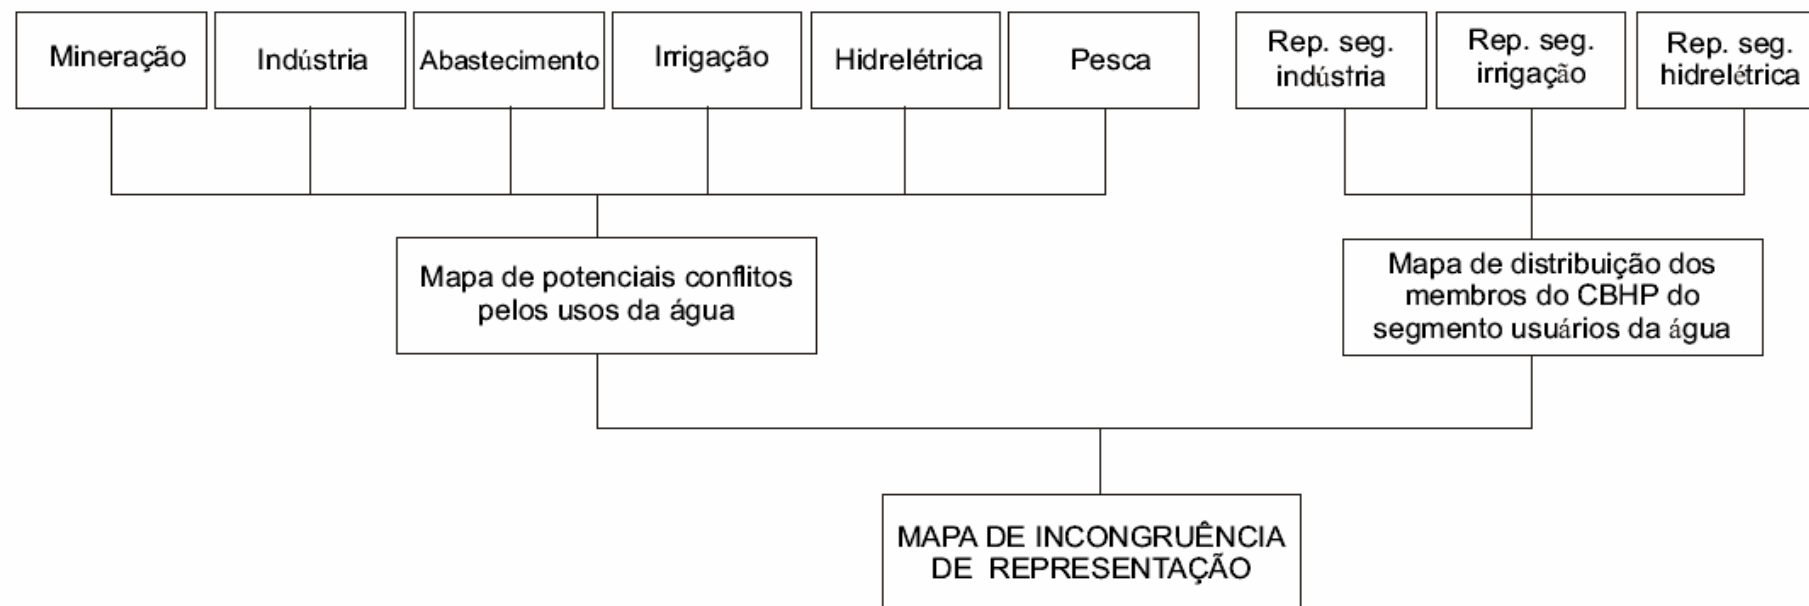 Mineração
Indústria
Abastecimento
Irrigação
Hidrelétrica
Pesca
Rep. seg.
indústria
Rep. seg.
irrigação
Rep. seg.
hidrelétrica
Mapa de potenciais conflitos
pelos usos da água
Mapa de distribuição dos
membros do CBHP do
segmento usuários da água
MAPA DE INCONGRUÊNCIA
DE REPRESENTAÇÃO